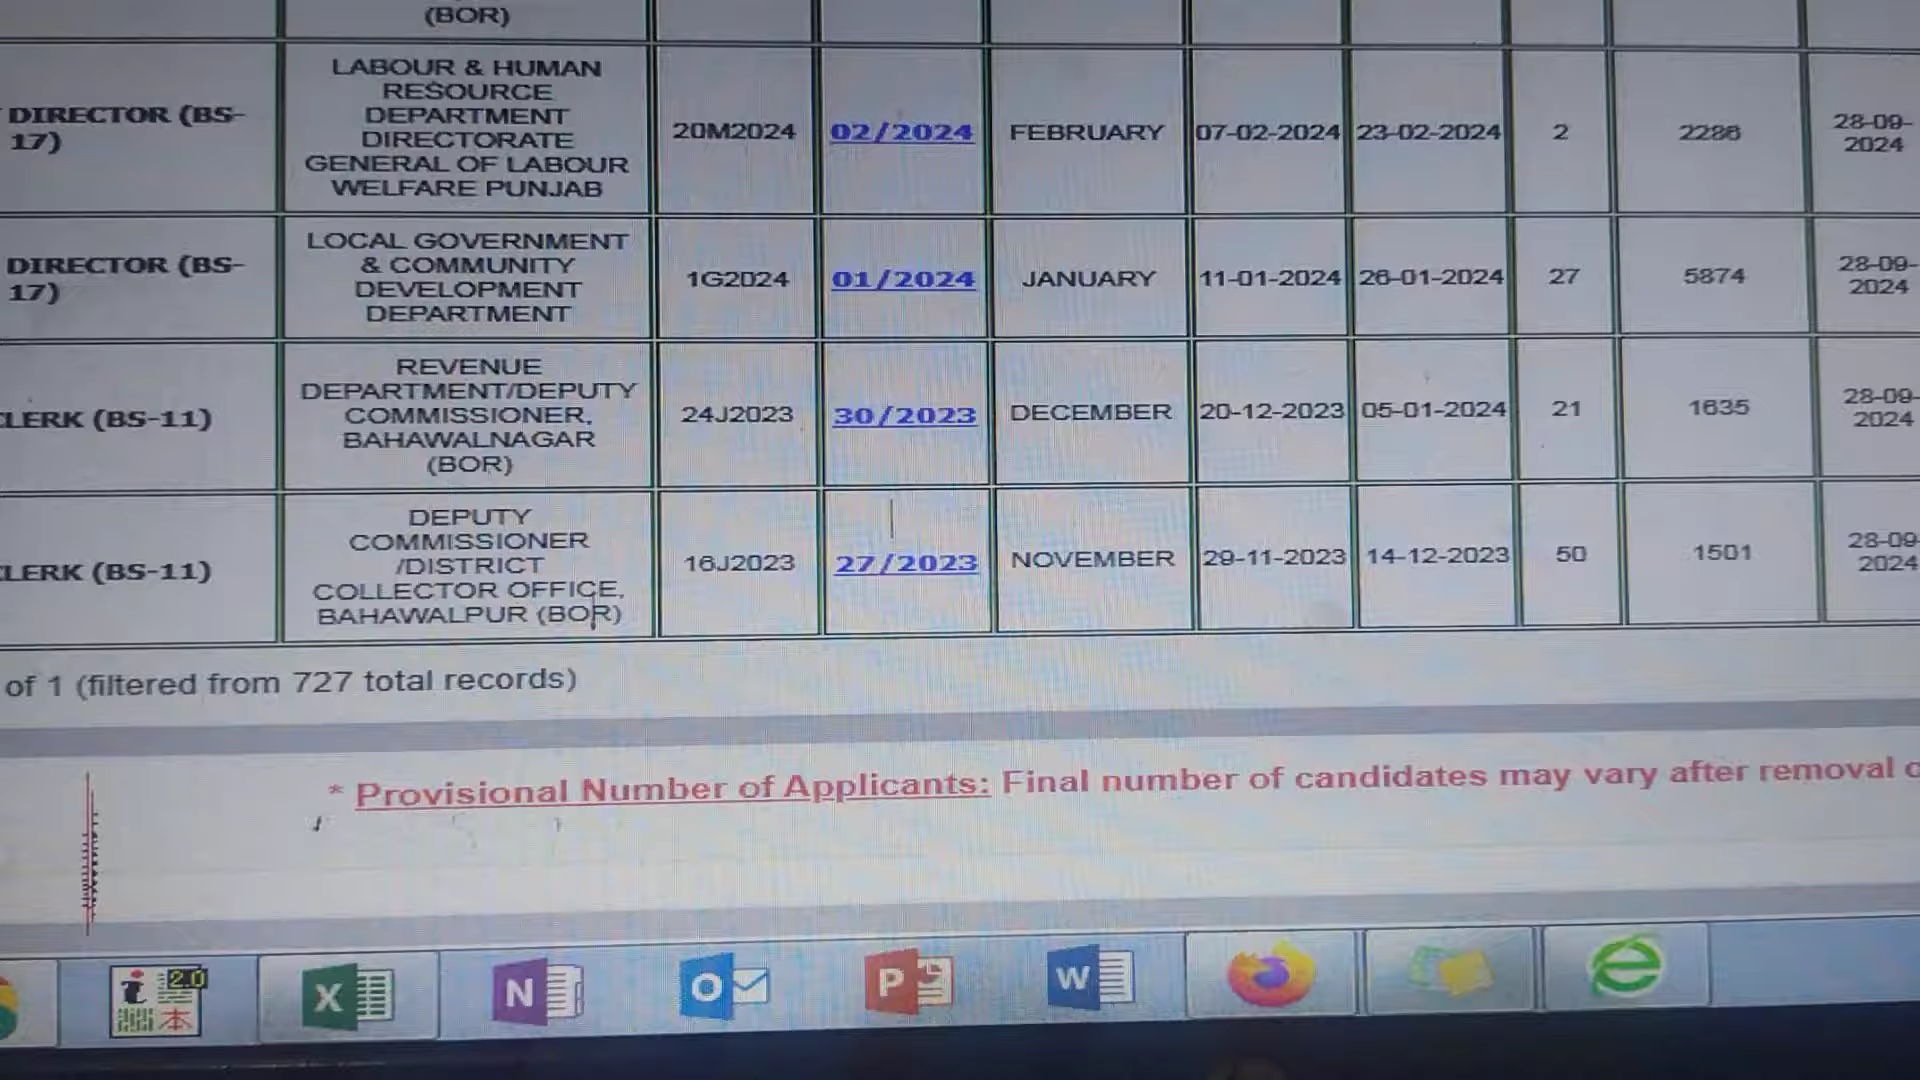 (BOR)
DIRECTOR (BS-
17)
LABOUR & HUMAN
RESOURCE
DEPARTMENT
DIRECTORATE
GENERAL OF LABOUR
WELFARE PUNJAB
20M2024
02/2024
FEBRUARY
07-02-2024
23-02-2024
2
2286
28-09-
2024
DIRECTOR (BS-
17)
LOCAL GOVERNMENT
& COMMUNITY
DEVELOPMENT
DEPARTMENT
1G2024
01/2024
JANUARY
11-01-2024
26-01-2024
27
5874
28-09-
2024
CLERK (BS-11)
REVENUE
DEPARTMENT/DEPUTY
COMMISSIONER,
BAHAWALNAGAR
(BOR)
24J2023
30/2023
DECEMBER
20-12-2023
05-01-2024
21
1635
28-09-
2024
CLERK (BS-11)
DEPUTY
COMMISSIONER
/DISTRICT
COLLECTOR OFFICE,
BAHAWALPUR (BOR)
16J2023
27/2023
NOVEMBER
29-11-2023
14-12-2023
50
1501
28-09
2024
of 1 (filtered from 727 total records)
* Provisional Number of Applicants: Final number of candidates may vary after removal o
i 2.0
本
X
N
O
P
W